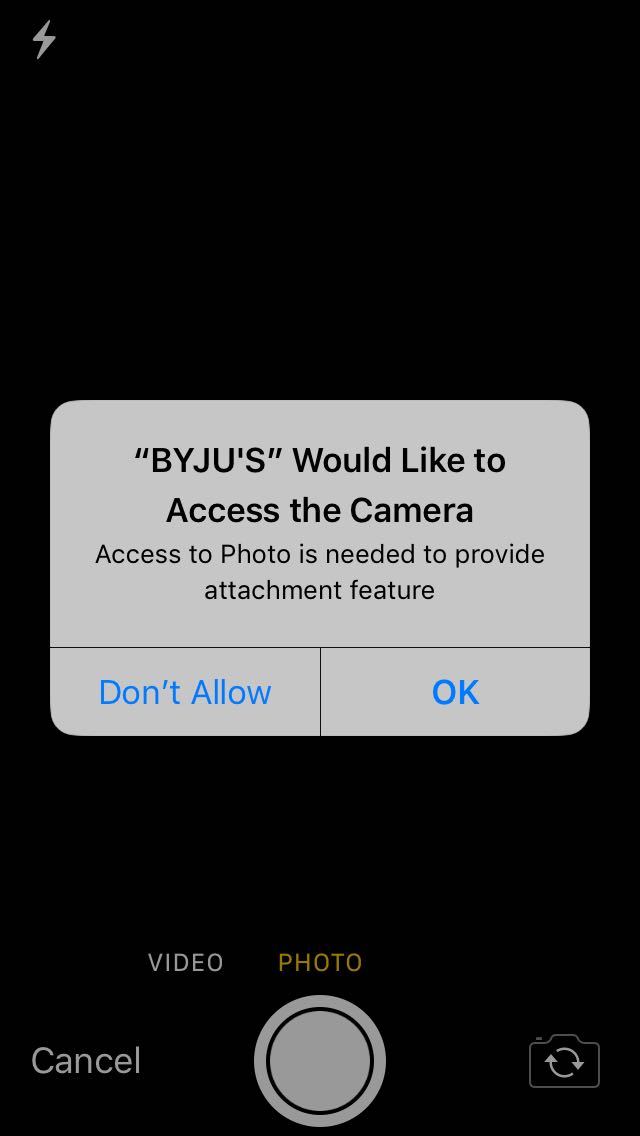 “BYJU'S” Would Like to
Access the Camera
Access to Photo is needed to provide
attachment feature
Don’t Allow
OK
VIDEO
PHOTO
Cancel